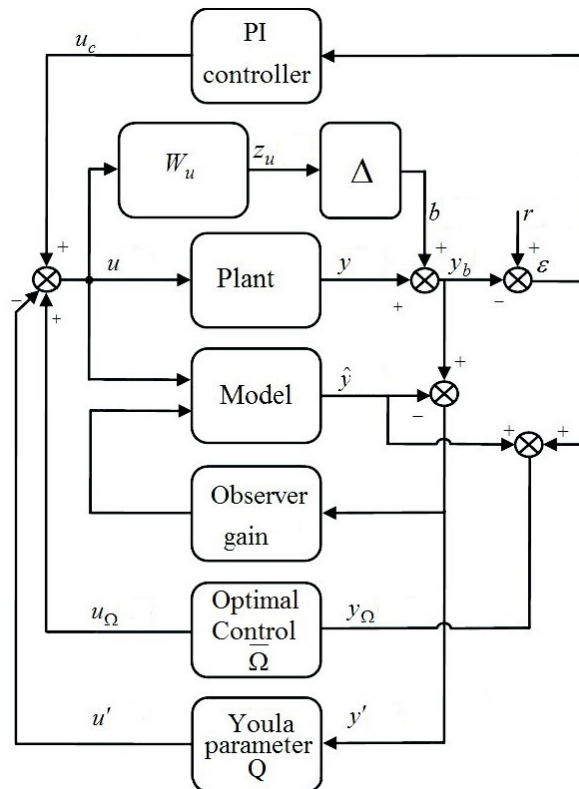 u_c
PI
controller
W_u
z_u
Δ
b
r
+
+
+
u
Plant
y
y_b
ε
−
+
+
−
+
Model
ŷ
−
+
+
Observer
gain
u_Ω
Optimal
Control
Ω̅
y_Ω
u'
Youla
parameter
Q
y'